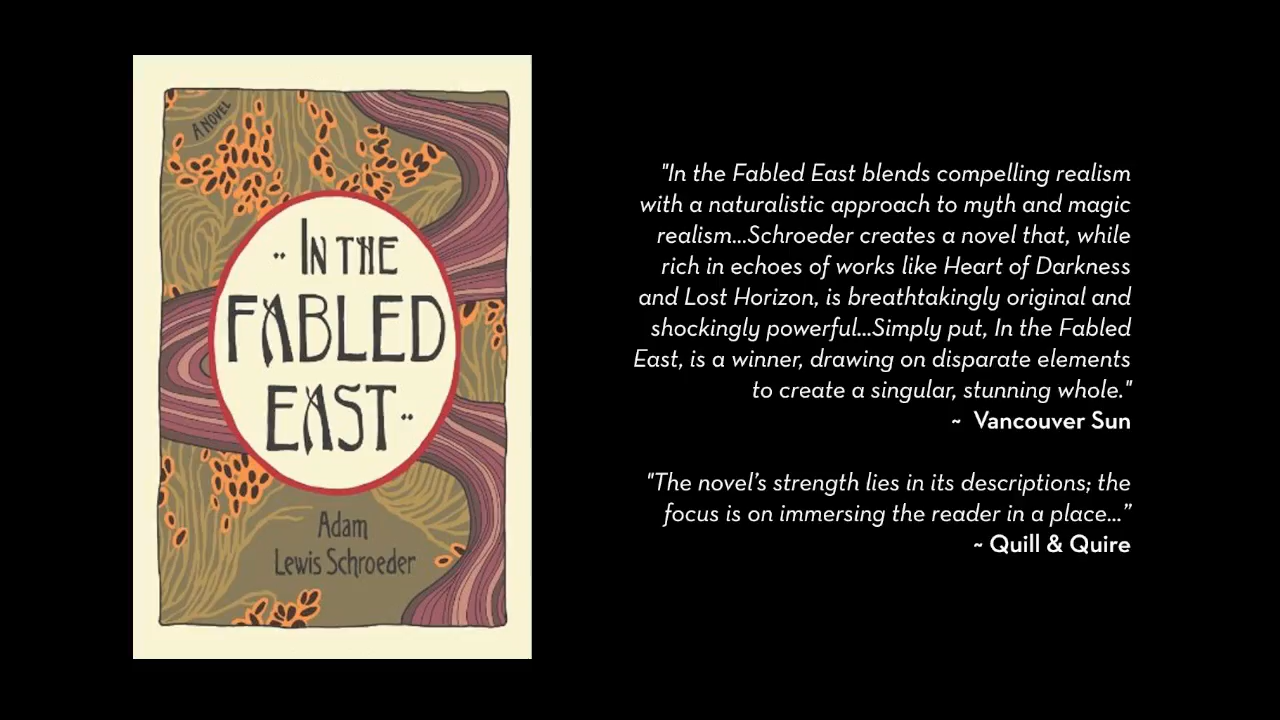 A NOVEL
·· IN THE
FABLED
EAST ··
Adam
Lewis Schroeder
"In the Fabled East blends compelling realism
with a naturalistic approach to myth and magic
realism...Schroeder creates a novel that, while
rich in echoes of works like Heart of Darkness
and Lost Horizon, is breathtakingly original and
shockingly powerful...Simply put, In the Fabled
East, is a winner, drawing on disparate elements
to create a singular, stunning whole."
~ Vancouver Sun
"The novel’s strength lies in its descriptions; the
focus is on immersing the reader in a place...”
~ Quill & Quire